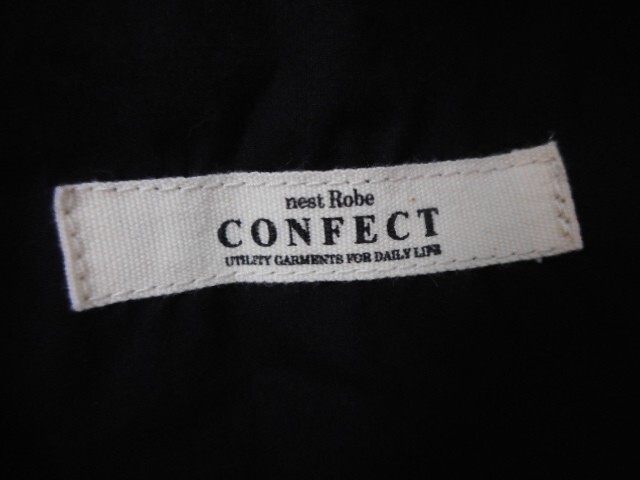 nest Robe
CONFECT
UTILITY GARMENTS FOR DAILY LIFE